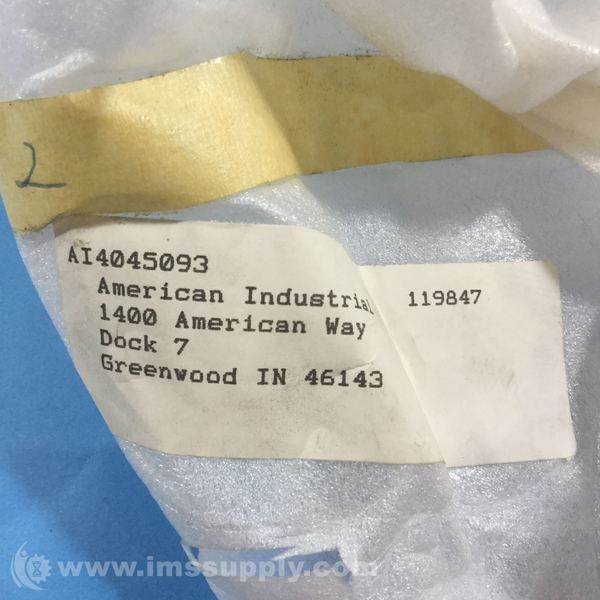 2
AI4045093
American Industrial 119847
1400 American Way
Dock 7
Greenwood IN 46143
www.imssupply.com